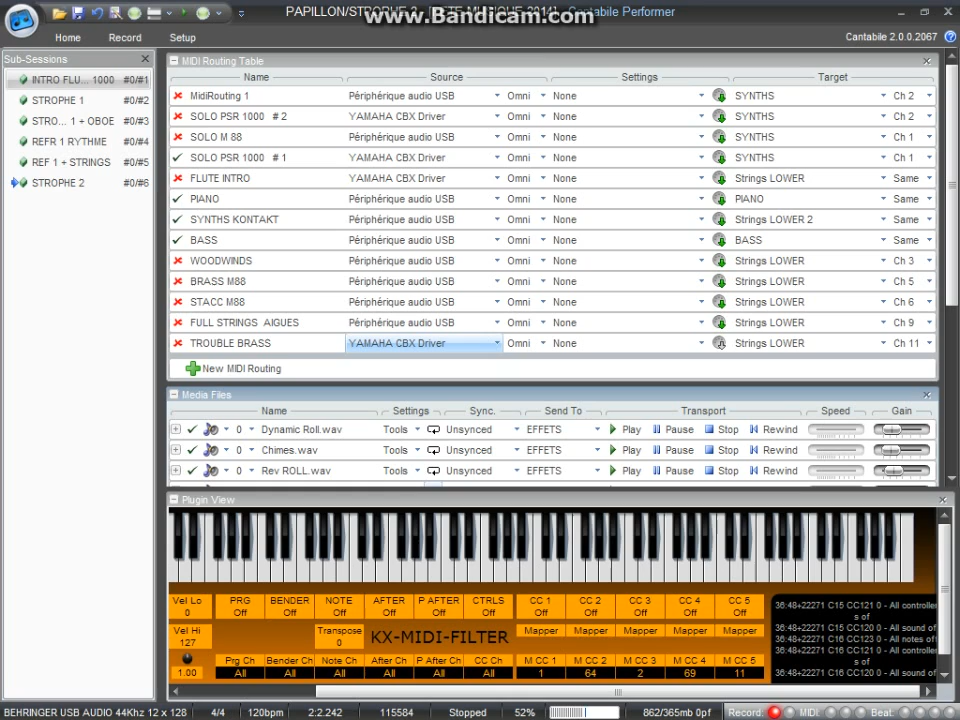 PAPILLON/STROPHE 2 Cantabile Performer
www.Bandicam.com
Home Record Setup
Cantabile 2.0.0.2067
Sub-Sessions
INTRO FLU... 1000 #0/#1
STROPHE 1 #0/#2
STRO... 1 + OBOE #0/#3
REFR 1 RYTHME #0/#4
REF 1 + STRINGS #0/#5
STROPHE 2 #0/#6
MIDI Routing Table
Name Source Settings Target
MidiRouting 1 Périphérique audio USB Omni None SYNTHS Ch 2
SOLO PSR 1000 # 2 YAMAHA CBX Driver Omni None SYNTHS Ch 2
SOLO M 88 Périphérique audio USB Omni None SYNTHS Ch 1
SOLO PSR 1000 # 1 YAMAHA CBX Driver Omni None SYNTHS Ch 1
FLUTE INTRO YAMAHA CBX Driver Omni None Strings LOWER Same
PIANO Périphérique audio USB Omni None PIANO Same
SYNTHS KONTAKT Périphérique audio USB Omni None Strings LOWER 2 Same
BASS Périphérique audio USB Omni None BASS Same
WOODWINDS Périphérique audio USB Omni None Strings LOWER Ch 3
BRASS M88 Périphérique audio USB Omni None Strings LOWER Ch 5
STACC M88 Périphérique audio USB Omni None Strings LOWER Ch 6
FULL STRINGS AIGUES Périphérique audio USB Omni None Strings LOWER Ch 9
TROUBLE BRASS YAMAHA CBX Driver Omni None Strings LOWER Ch 11
New MIDI Routing
Media Files
Name Settings Sync. Send To Transport Speed Gain
0 Dynamic Roll.wav Tools Unsynced EFFETS Play Pause Stop Rewind
0 Chimes.wav Tools Unsynced EFFETS Play Pause Stop Rewind
0 Rev ROLL.wav Tools Unsynced EFFETS Play Pause Stop Rewind
Plugin View
Vel Lo PRG BENDER NOTE AFTER P AFTER CTRLS CC 1 CC 2 CC 3 CC 4 CC 5
0 Off Off Off Off Off Off Off Off Off Off Off
Vel Hi Transpose KX-MIDI-FILTER Mapper Mapper Mapper Mapper Mapper
127 0
Prg Ch Bender Ch Note Ch After Ch P After Ch CC Ch M CC 1 M CC 2 M CC 3 M CC 4 M CC 5
1.00 All All All All All All 1 64 2 69 11
36:48+22271 C15 CC121 0 - All controller
s of
36:48+22271 C15 CC120 0 - All sound of
36:48+22271 C16 CC123 0 - All notes of
36:48+22271 C16 CC121 0 - All controller
s of
36:48+22271 C16 CC120 0 - All sound of
BEHRINGER USB AUDIO 44Khz 12 x 128 4/4 120bpm 2:2.242 115584 Stopped 52% 862/365mb 0pf Record: MIDI: Beat: